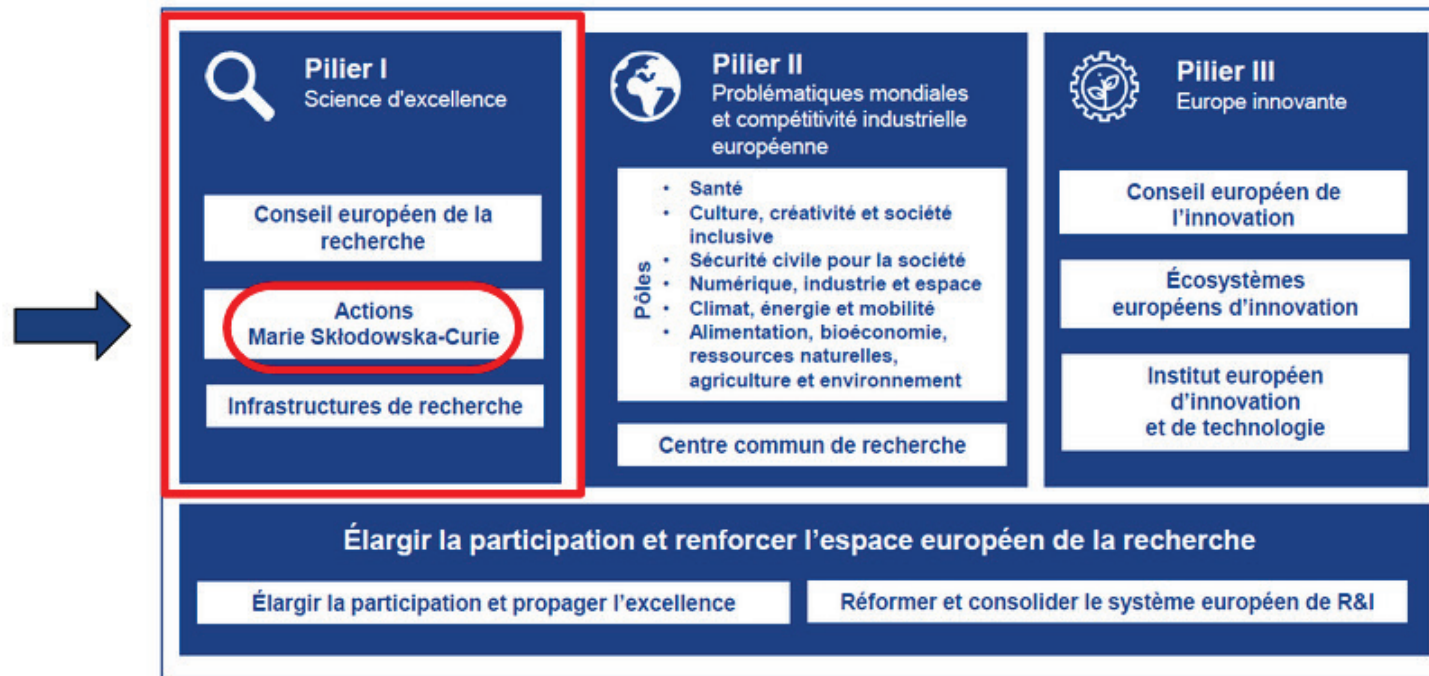 Pilier I
Science d'excellence
Conseil européen de la
recherche
Actions
Marie Skłodowska-Curie
Infrastructures de recherche
Pilier II
Problématiques mondiales
et compétitivité industrielle
européenne
Pôles
• Santé
• Culture, créativité et société
inclusive
• Sécurité civile pour la société
• Numérique, industrie et espace
• Climat, énergie et mobilité
• Alimentation, bioéconomie,
ressources naturelles,
agriculture et environnement
Centre commun de recherche
Pilier III
Europe innovante
Conseil européen de
l’innovation
Écosystèmes
européens d’innovation
Institut européen
d’innovation
et de technologie
Élargir la participation et renforcer l’espace européen de la recherche
Élargir la participation et propager l’excellence
Réformer et consolider le système européen de R&I